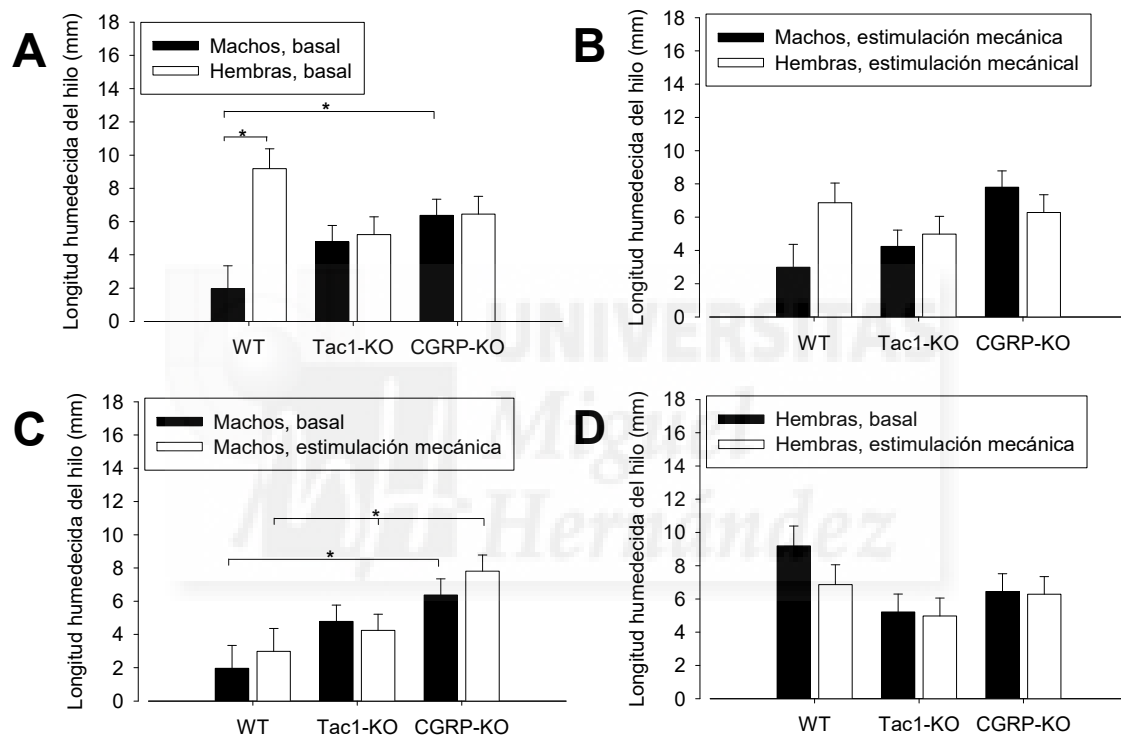 A
Longitud humedecida del hilo (mm)
18
16
14
12
10
8
6
4
2
0
Machos, basal
Hembras, basal
*
*
WT
Tac1-KO
CGRP-KO
B
Longitud humedecida del hilo (mm)
18
16
14
12
10
8
6
4
2
0
Machos, estimulación mecánica
Hembras, estimulación mecánical
WT
Tac1-KO
CGRP-KO
UNIVERSITAS
Miguel
Hernández
C
Longitud humedecida del hilo (mm)
18
16
14
12
10
8
6
4
2
0
Machos, basal
Machos, estimulación mecánica
*
*
WT
Tac1-KO
CGRP-KO
D
Longitud humedecida del hilo (mm)
18
16
14
12
10
8
6
4
2
0
Hembras, basal
Hembras, estimulación mecánica
WT
Tac1-KO
CGRP-KO